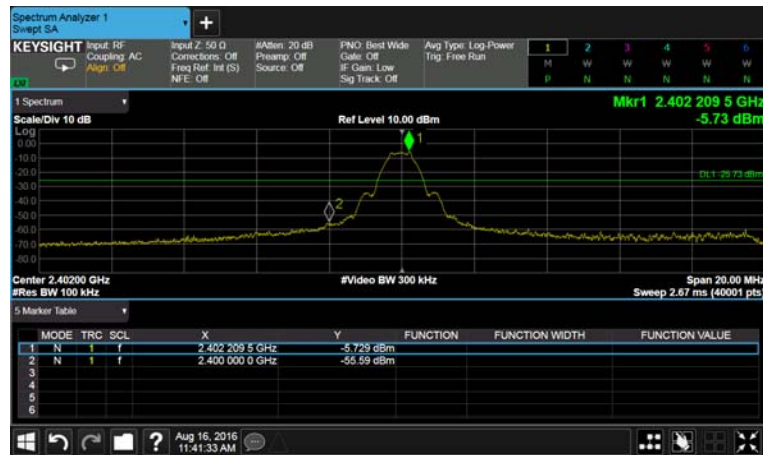 Spectrum Analyzer 1
Swept SA
+
KEYSIGHT Input: RF Input Z: 50 Ω #Atten: 20 dB PNO: Best Wide Avg Type: Log-Power 1 2 3 4 5 6
Coupling: AC Corrections: Off Preamp: Off Gate: Off Trig: Free Run M W W W W W
Align: Off Freq Ref: Int (S) Source: Off IF Gain: Low
NFE: Off Sig Track: Off P N N N N N
1 Spectrum Mkr1 2.402 209 5 GHz
Scale/Div 10 dB Ref Level 10.00 dBm -5.73 dBm
Log
0.00
-10.0
-20.0
-30.0
-40.0
-50.0
-60.0
-70.0
-80.0
1
DL1 -25.73 dBm
2
Center 2.40200 GHz #Video BW 300 kHz Span 20.00 MHz
#Res BW 100 kHz Sweep 2.67 ms (40001 pts)
5 Marker Table
MODE TRC SCL X Y FUNCTION FUNCTION WIDTH FUNCTION VALUE
1 N 1 f 2.402 209 5 GHz -5.729 dBm
2 N 1 f 2.400 000 0 GHz -55.59 dBm
3
4
5
6
? Aug 16, 2016
11:41:33 AM